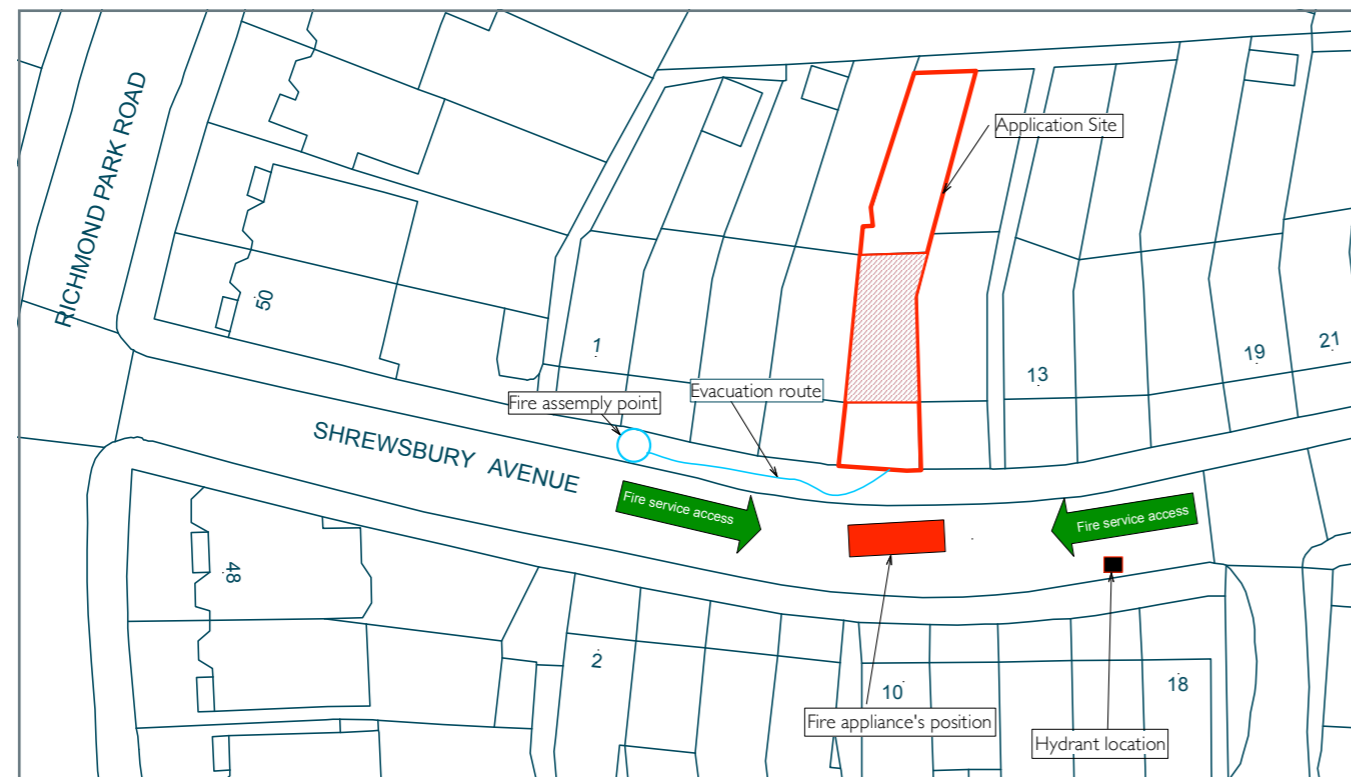 RICHMOND PARK ROAD
Application Site
50
1
13
19
21
Evacuation route
Fire assemply point
SHREWSBURY AVENUE
Fire service access
Fire service access
48
2
10
18
Fire appliance's position
Hydrant location